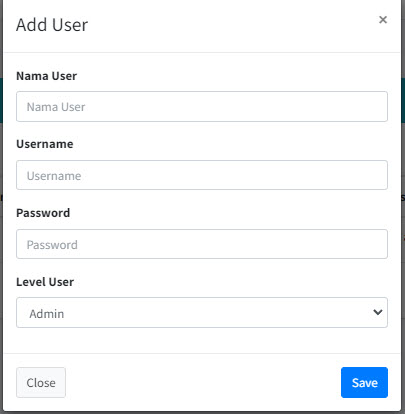 Add User
×
Nama User
Nama User
Username
Username
Password
Password
Level User
Admin
Close
Save